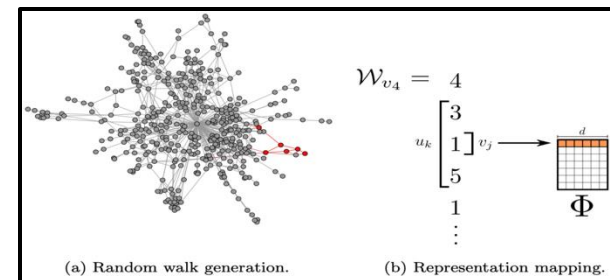 𝒲v₄ = 4
3
uₖ 1 vⱼ
5
1
⋮
d
Φ
(a) Random walk generation.
(b) Representation mapping.